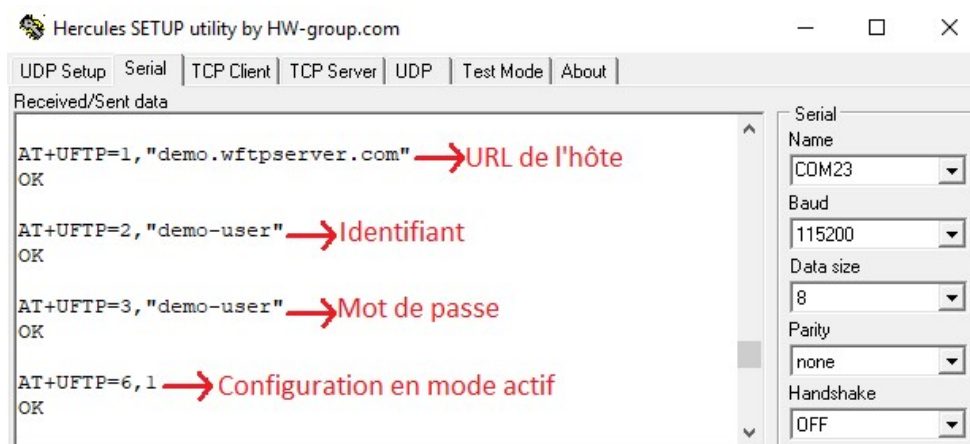 Hercules SETUP utility by HW-group.com
UDP Setup Serial TCP Client TCP Server UDP Test Mode About
Received/Sent data
AT+UFTP=1,"demo.wftpserver.com" URL de l'hôte
OK
AT+UFTP=2,"demo-user" Identifiant
OK
AT+UFTP=3,"demo-user" Mot de passe
OK
AT+UFTP=6,1 Configuration en mode actif
OK
Serial
Name
COM23
Baud
115200
Data size
8
Parity
none
Handshake
OFF